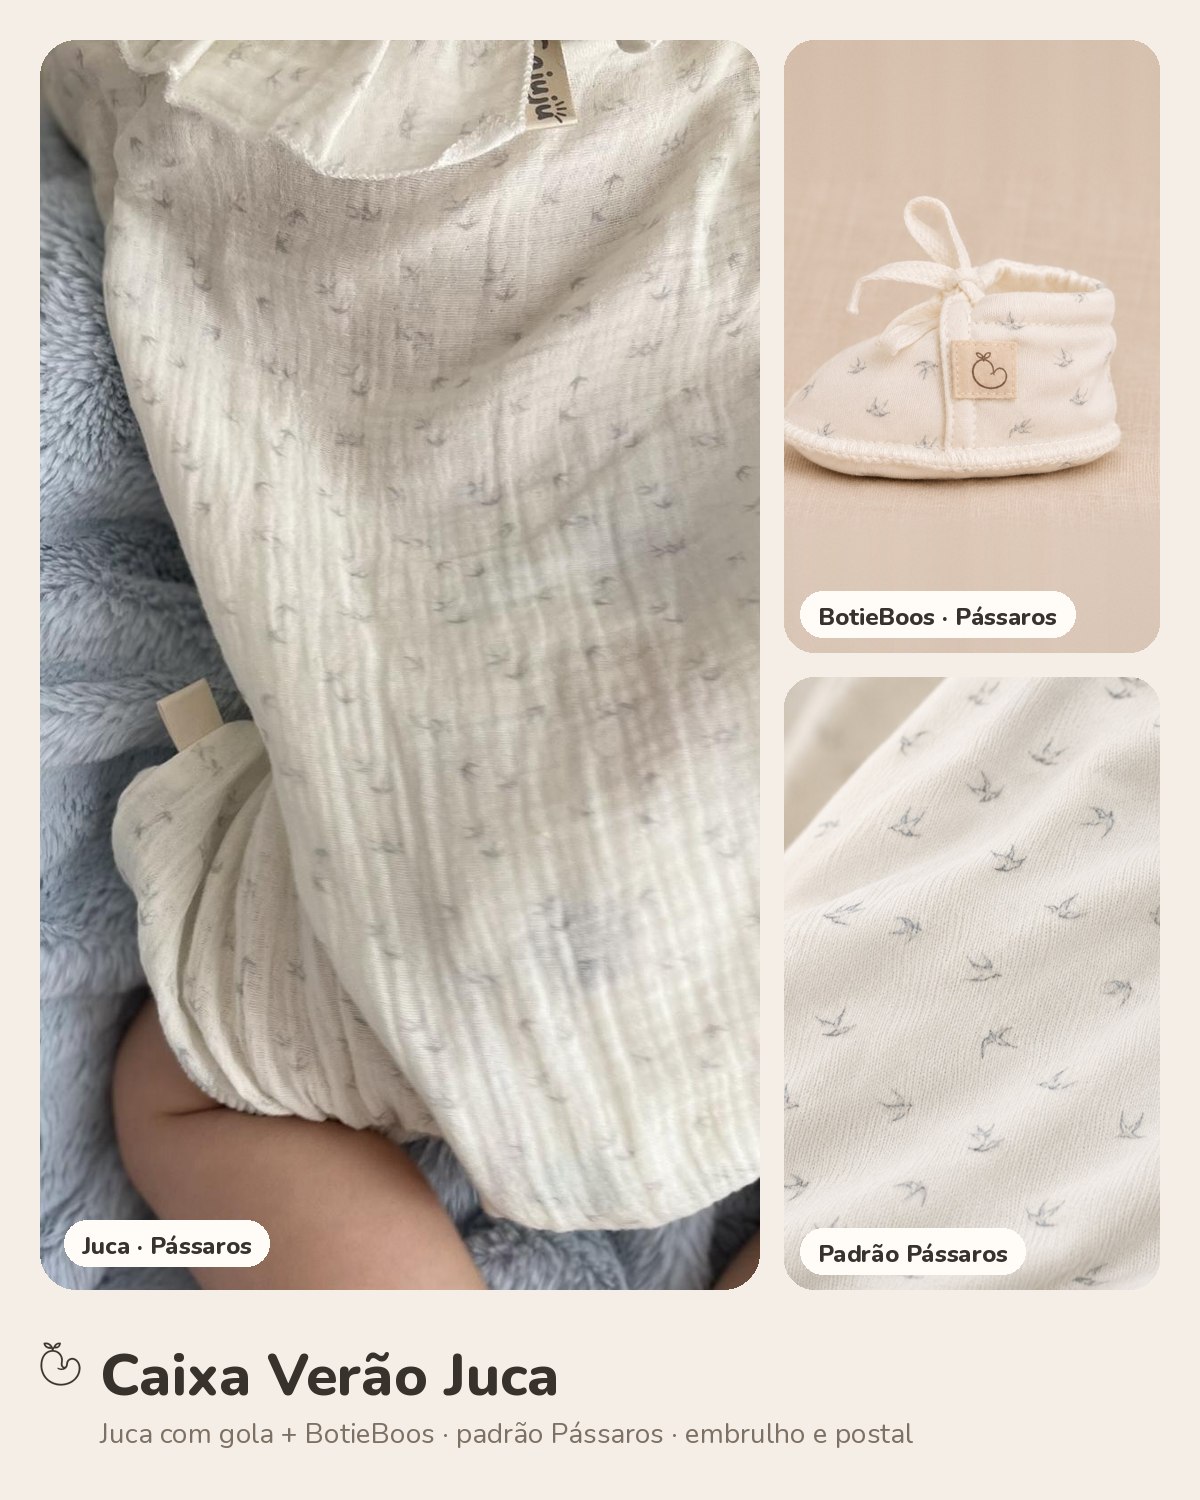 Juca · Pássaros
BotieBoos · Pássaros
Padrão Pássaros
Caixa Verão Juca
Juca com gola + BotieBoos · padrão Pássaros · embrulho e postal